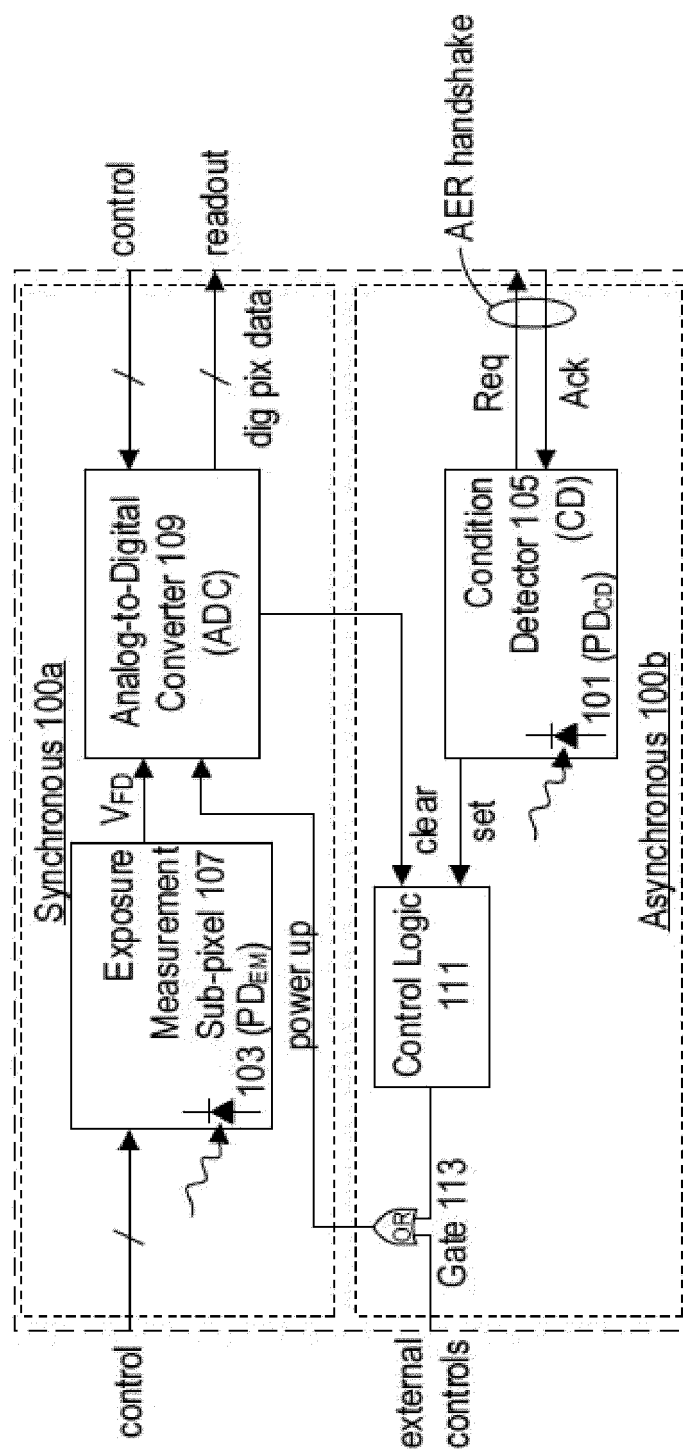 Synchronous 100a
control
Exposure
Measurement
Sub-pixel 107
103 (PDEM)
VFD
power up
Analog-to-Digital
Converter 109
(ADC)
control
readout
dig pix data
external
controls
OR
Gate 113
Control Logic
111
clear
set
Condition
Detector 105
(CD)
101 (PDCD)
Req
Ack
AER handshake
Asynchronous 100b